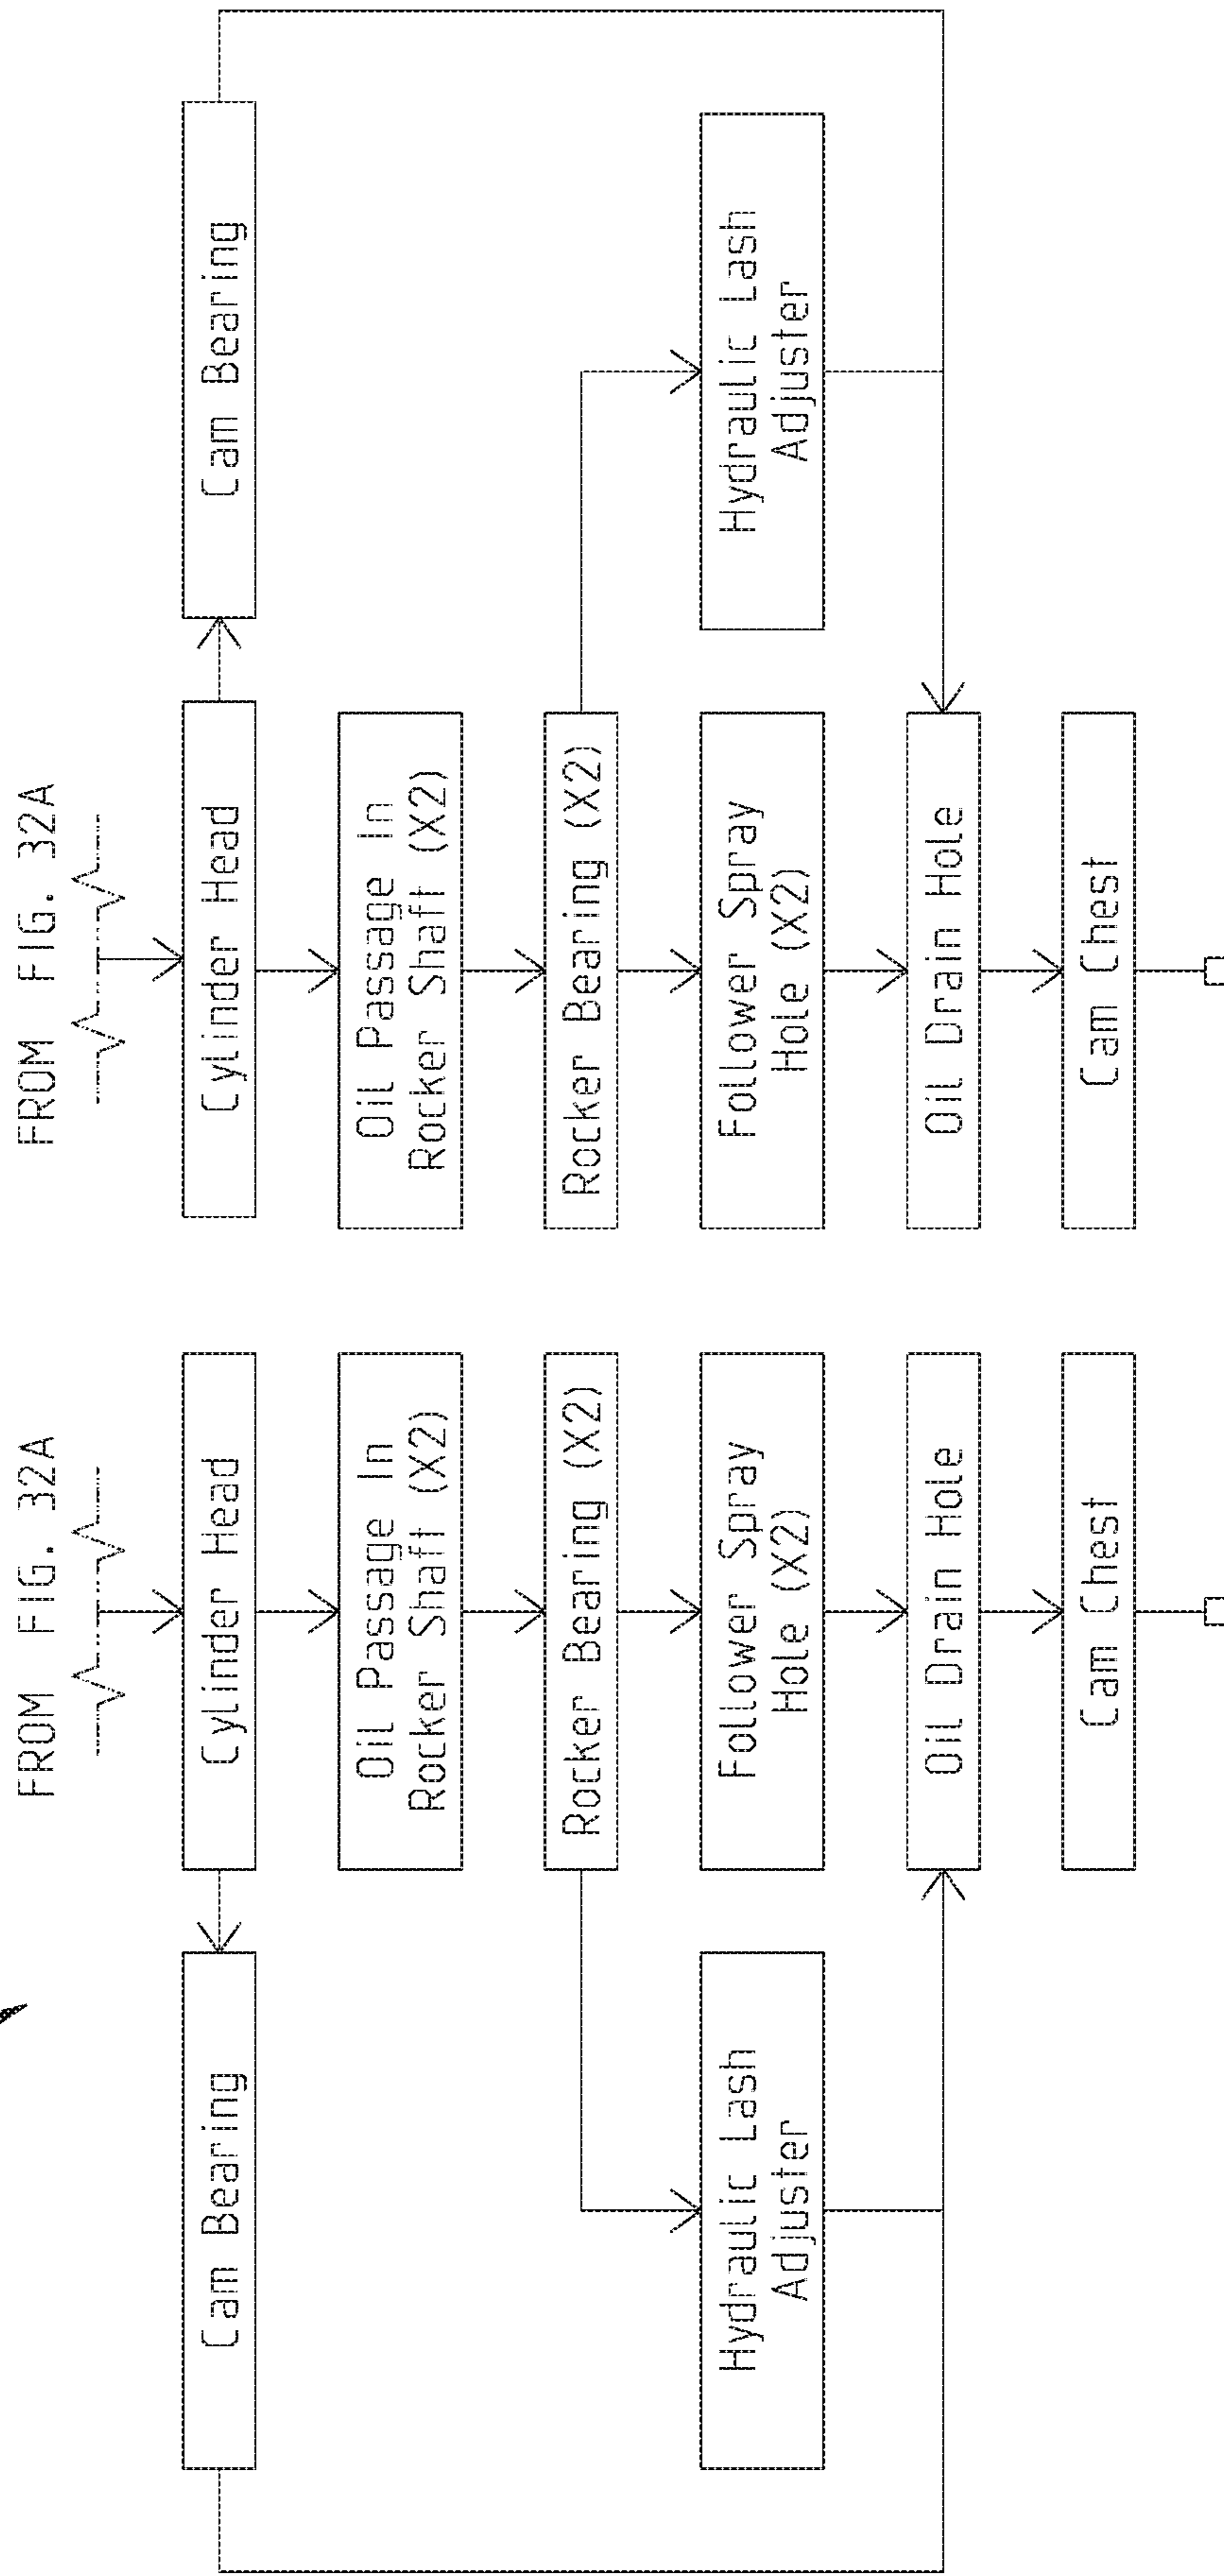 FROM FIG. 32A
Cam Bearing
Cylinder Head
Oil Passage In
Rocker Shaft (X2)
Rocker Bearing (X2)
Hydraulic Lash
Adjuster
Follower Spray
Hole (X2)
Oil Drain Hole
Cam Chest
FROM FIG. 32A
Cylinder Head
Cam Bearing
Oil Passage In
Rocker Shaft (X2)
Rocker Bearing (X2)
Follower Spray
Hole (X2)
Hydraulic Lash
Adjuster
Oil Drain Hole
Cam Chest